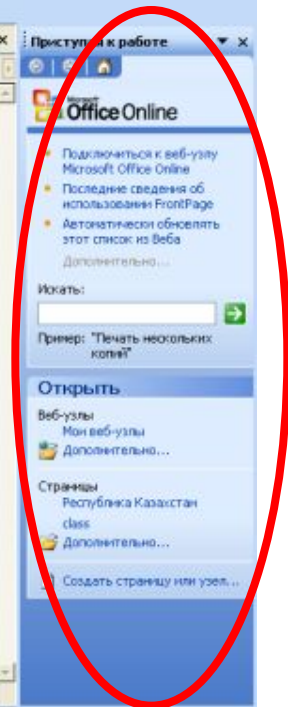 Приступая к работе
Microsoft
Office Online
Подключиться к веб-узлу
Microsoft Office Online
Последние сведения об
использовании FrontPage
Автоматически обновлять
этот список из Веба
Дополнительно...
Искать:
Пример: "Печать нескольких
копий"
Открыть
Веб-узлы
Мои веб-узлы
Дополнительно...
Страницы
Республика Казахстан
class
Дополнительно...
Создать страницу или узел...